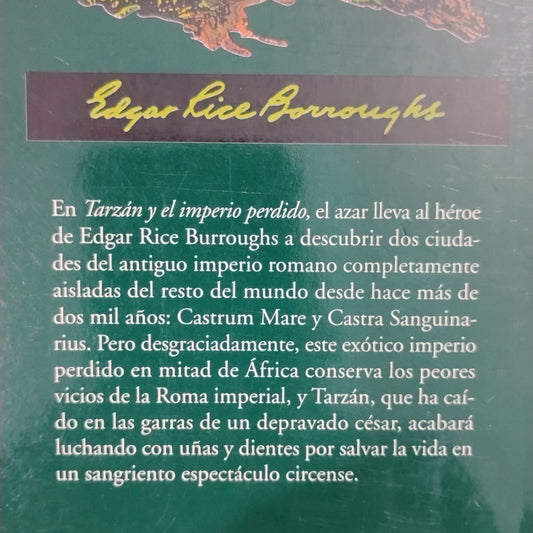 Edgar Rice Borroughs
En Tarzán y el imperio perdido, el azar lleva al héroe
de Edgar Rice Burroughs a descubrir dos ciuda-
des del antiguo imperio romano completamente
aisladas del resto del mundo desde hace más de
dos mil años: Castrum Mare y Castra Sanguina-
rius. Pero desgraciadamente, este exótico imperio
perdido en mitad de África conserva los peores
vicios de la Roma imperial, y Tarzán, que ha caí-
do en las garras de un depravado césar, acabará
luchando con uñas y dientes por salvar la vida en
un sangriento espectáculo circense.